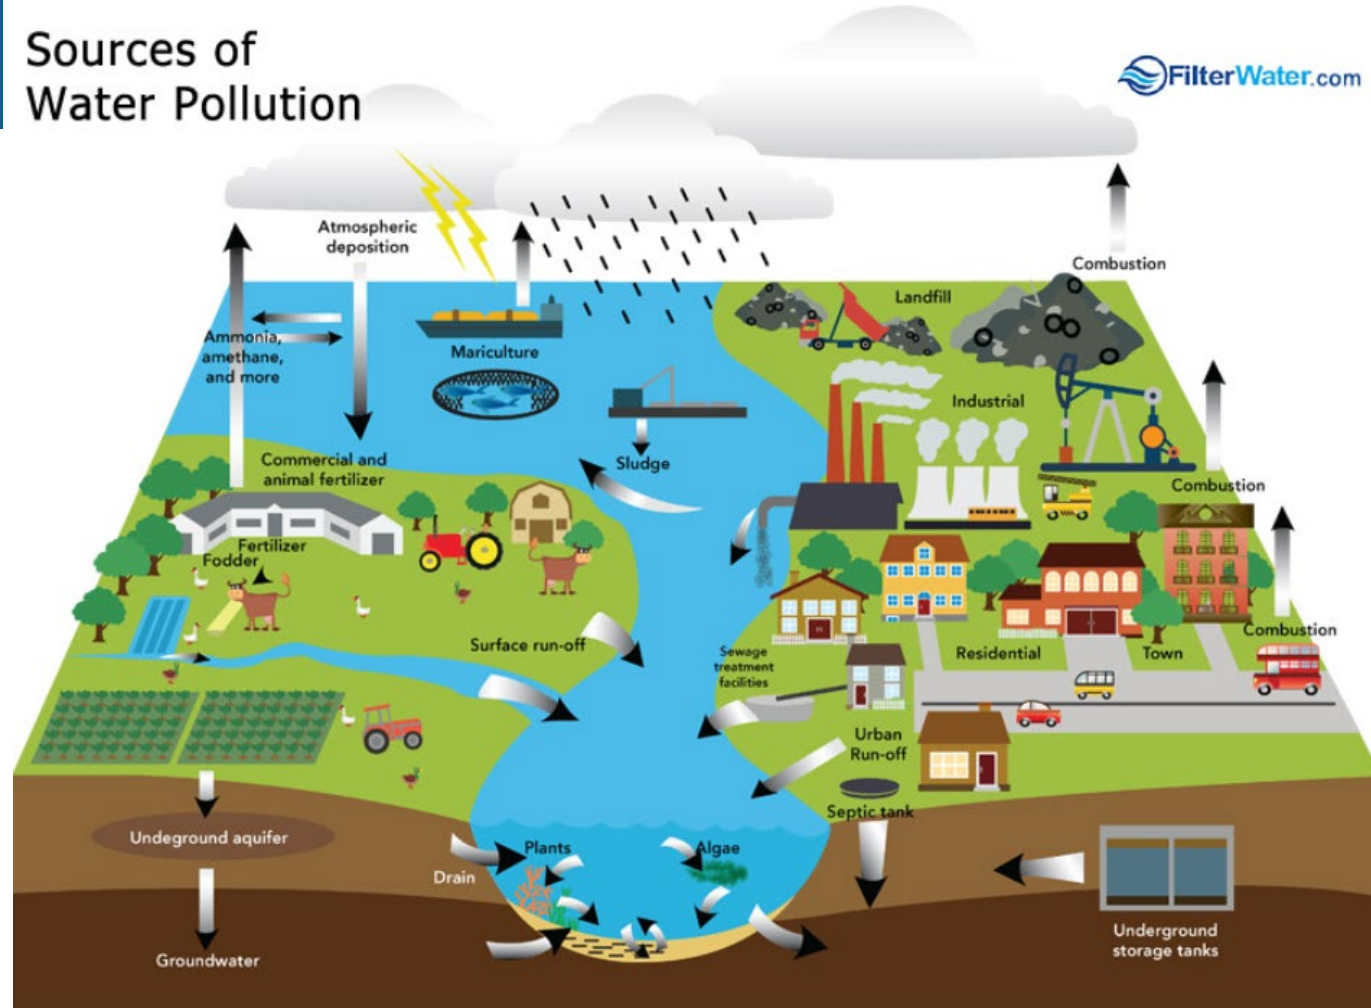 Sources of
Water Pollution
FilterWater.com
Atmospheric
deposition
Combustion
Landfill
Ammonia,
amethane,
and more
Mariculture
Industrial
Sludge
Commercial and
animal fertilizer
Combustion
Fertilizer
Fodder
Surface run-off
Sewage
treatment
facilities
Residential
Town
Combustion
Urban
Run-off
Septic tank
Undeground aquifer
Plants
Algae
Drain
Groundwater
Underground
storage tanks